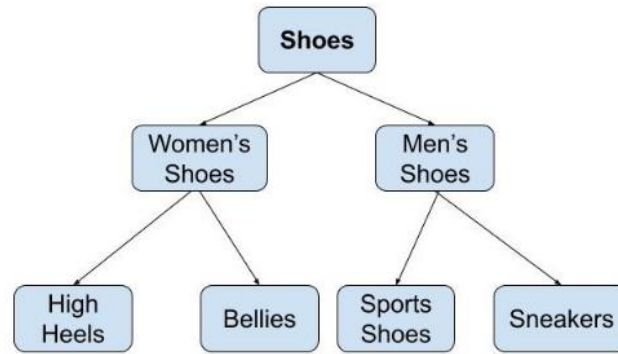 Shoes
Women's
Shoes
Men's
Shoes
High
Heels
Bellies
Sports
Shoes
Sneakers